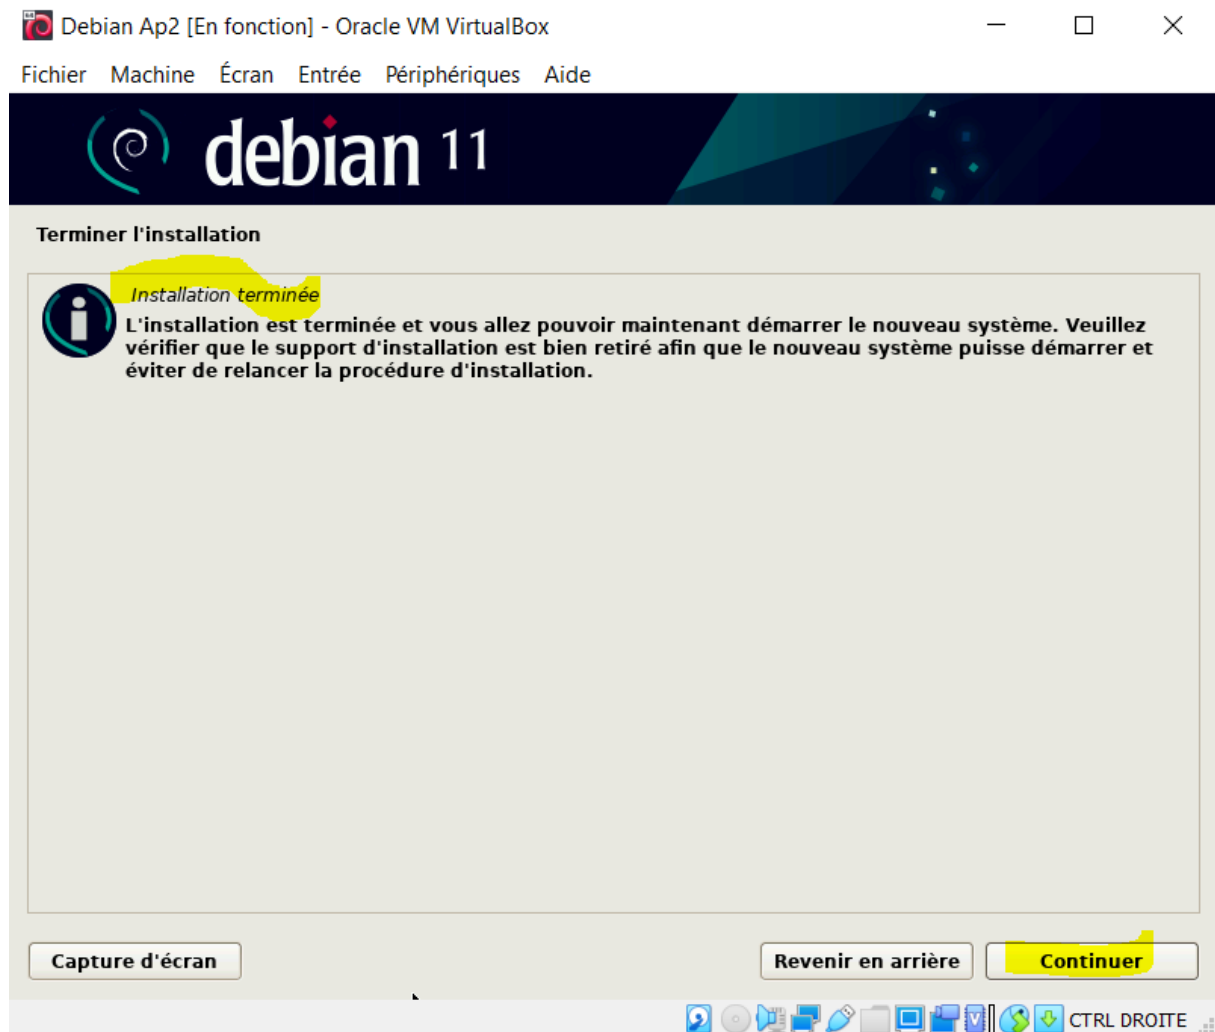 Debian Ap2 [En fonction] - Oracle VM VirtualBox
Fichier Machine Écran Entrée Périphériques Aide
debian 11
Terminer l'installation
Installation terminée
L'installation est terminée et vous allez pouvoir maintenant démarrer le nouveau système. Veuillez
vérifier que le support d'installation est bien retiré afin que le nouveau système puisse démarrer et
éviter de relancer la procédure d'installation.
Capture d'écran Revenir en arrière Continuer
CTRL DROITE